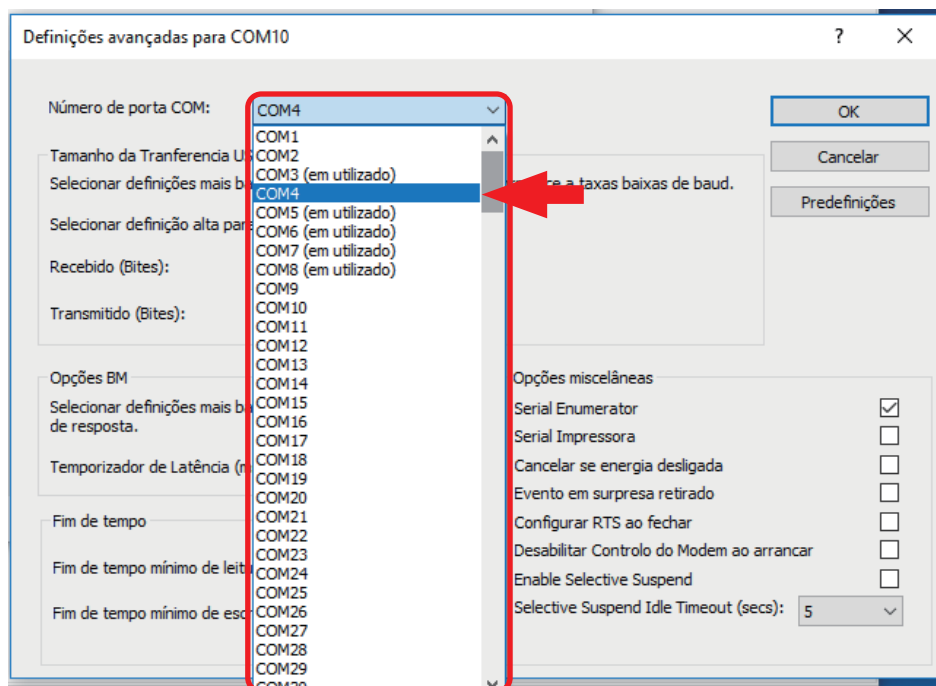 Definições avançadas para COM10
?
Número de porta COM:
COM4
COM1
COM2
COM3 (em utilizado)
COM4
COM5 (em utilizado)
COM6 (em utilizado)
COM7 (em utilizado)
COM8 (em utilizado)
COM9
COM10
COM11
COM12
COM13
COM14
COM15
COM16
COM17
COM18
COM19
COM20
COM21
COM22
COM23
COM24
COM25
COM26
COM27
COM28
COM29
OK
Cancelar
Predefinições
Tamanho da Tranferencia
Selecionar definições mais
a taxas baixas de baud.
Selecionar definição alta
Recebido (Bites):
Transmitido (Bites):
Opções BM
Selecionar definições mais
de resposta.
Temporizador de Latência
Fim de tempo
Fim de tempo mínimo de
Fim de tempo mínimo de
Opções miscelâneas
Serial Enumerator
Serial Impressora
Cancelar se energia desligada
Evento em surpresa retirado
Configurar RTS ao fechar
Desabilitar Controlo do Modem ao arrancar
Enable Selective Suspend
Selective Suspend Idle Timeout (secs): 5